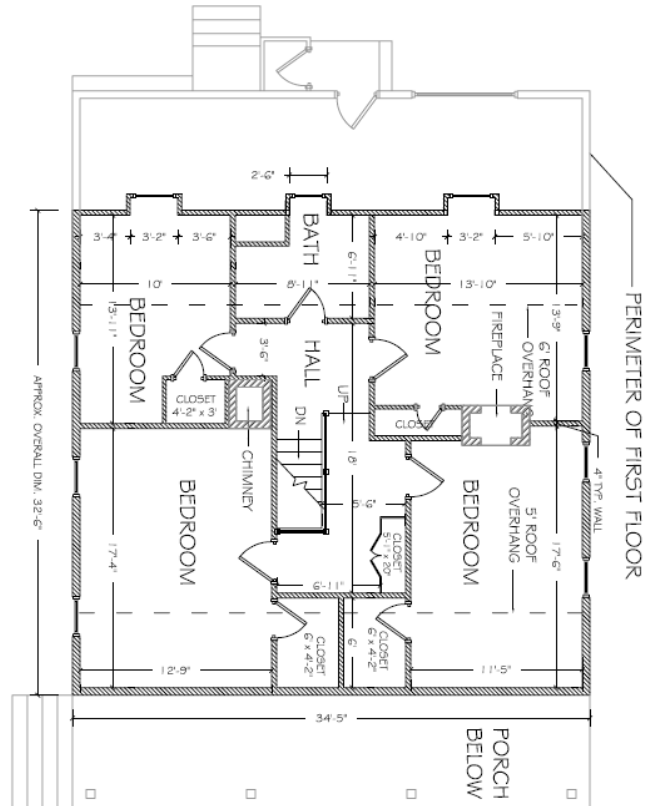 2'-6"
BATH
3'-4"
3'-2"
3'-6"
6'-11"
4'-10"
3'-2"
5'-10"
10'
8'-11"
13'-10"
BEDROOM
13'-11"
BEDROOM
13'-9"
6' ROOF
OVERHANG
FIREPLACE
3'-6"
HALL
UP
DN
CLOSET
4'-2" x 3'
CLOSET
CHIMNEY
18'
5'-6"
4" TYP. WALL
PERIMETER OF FIRST FLOOR
APPROX. OVERALL DIM. 32'-6"
BEDROOM
17'-4"
BEDROOM
5' ROOF
OVERHANG
17'-6"
CLOSET
5'-1" x 20"
6'-11"
CLOSET
6' x 4'-2"
6'
CLOSET
6' x 4'-2"
12'-9"
11'-5"
34'-5"
PORCH
BELOW